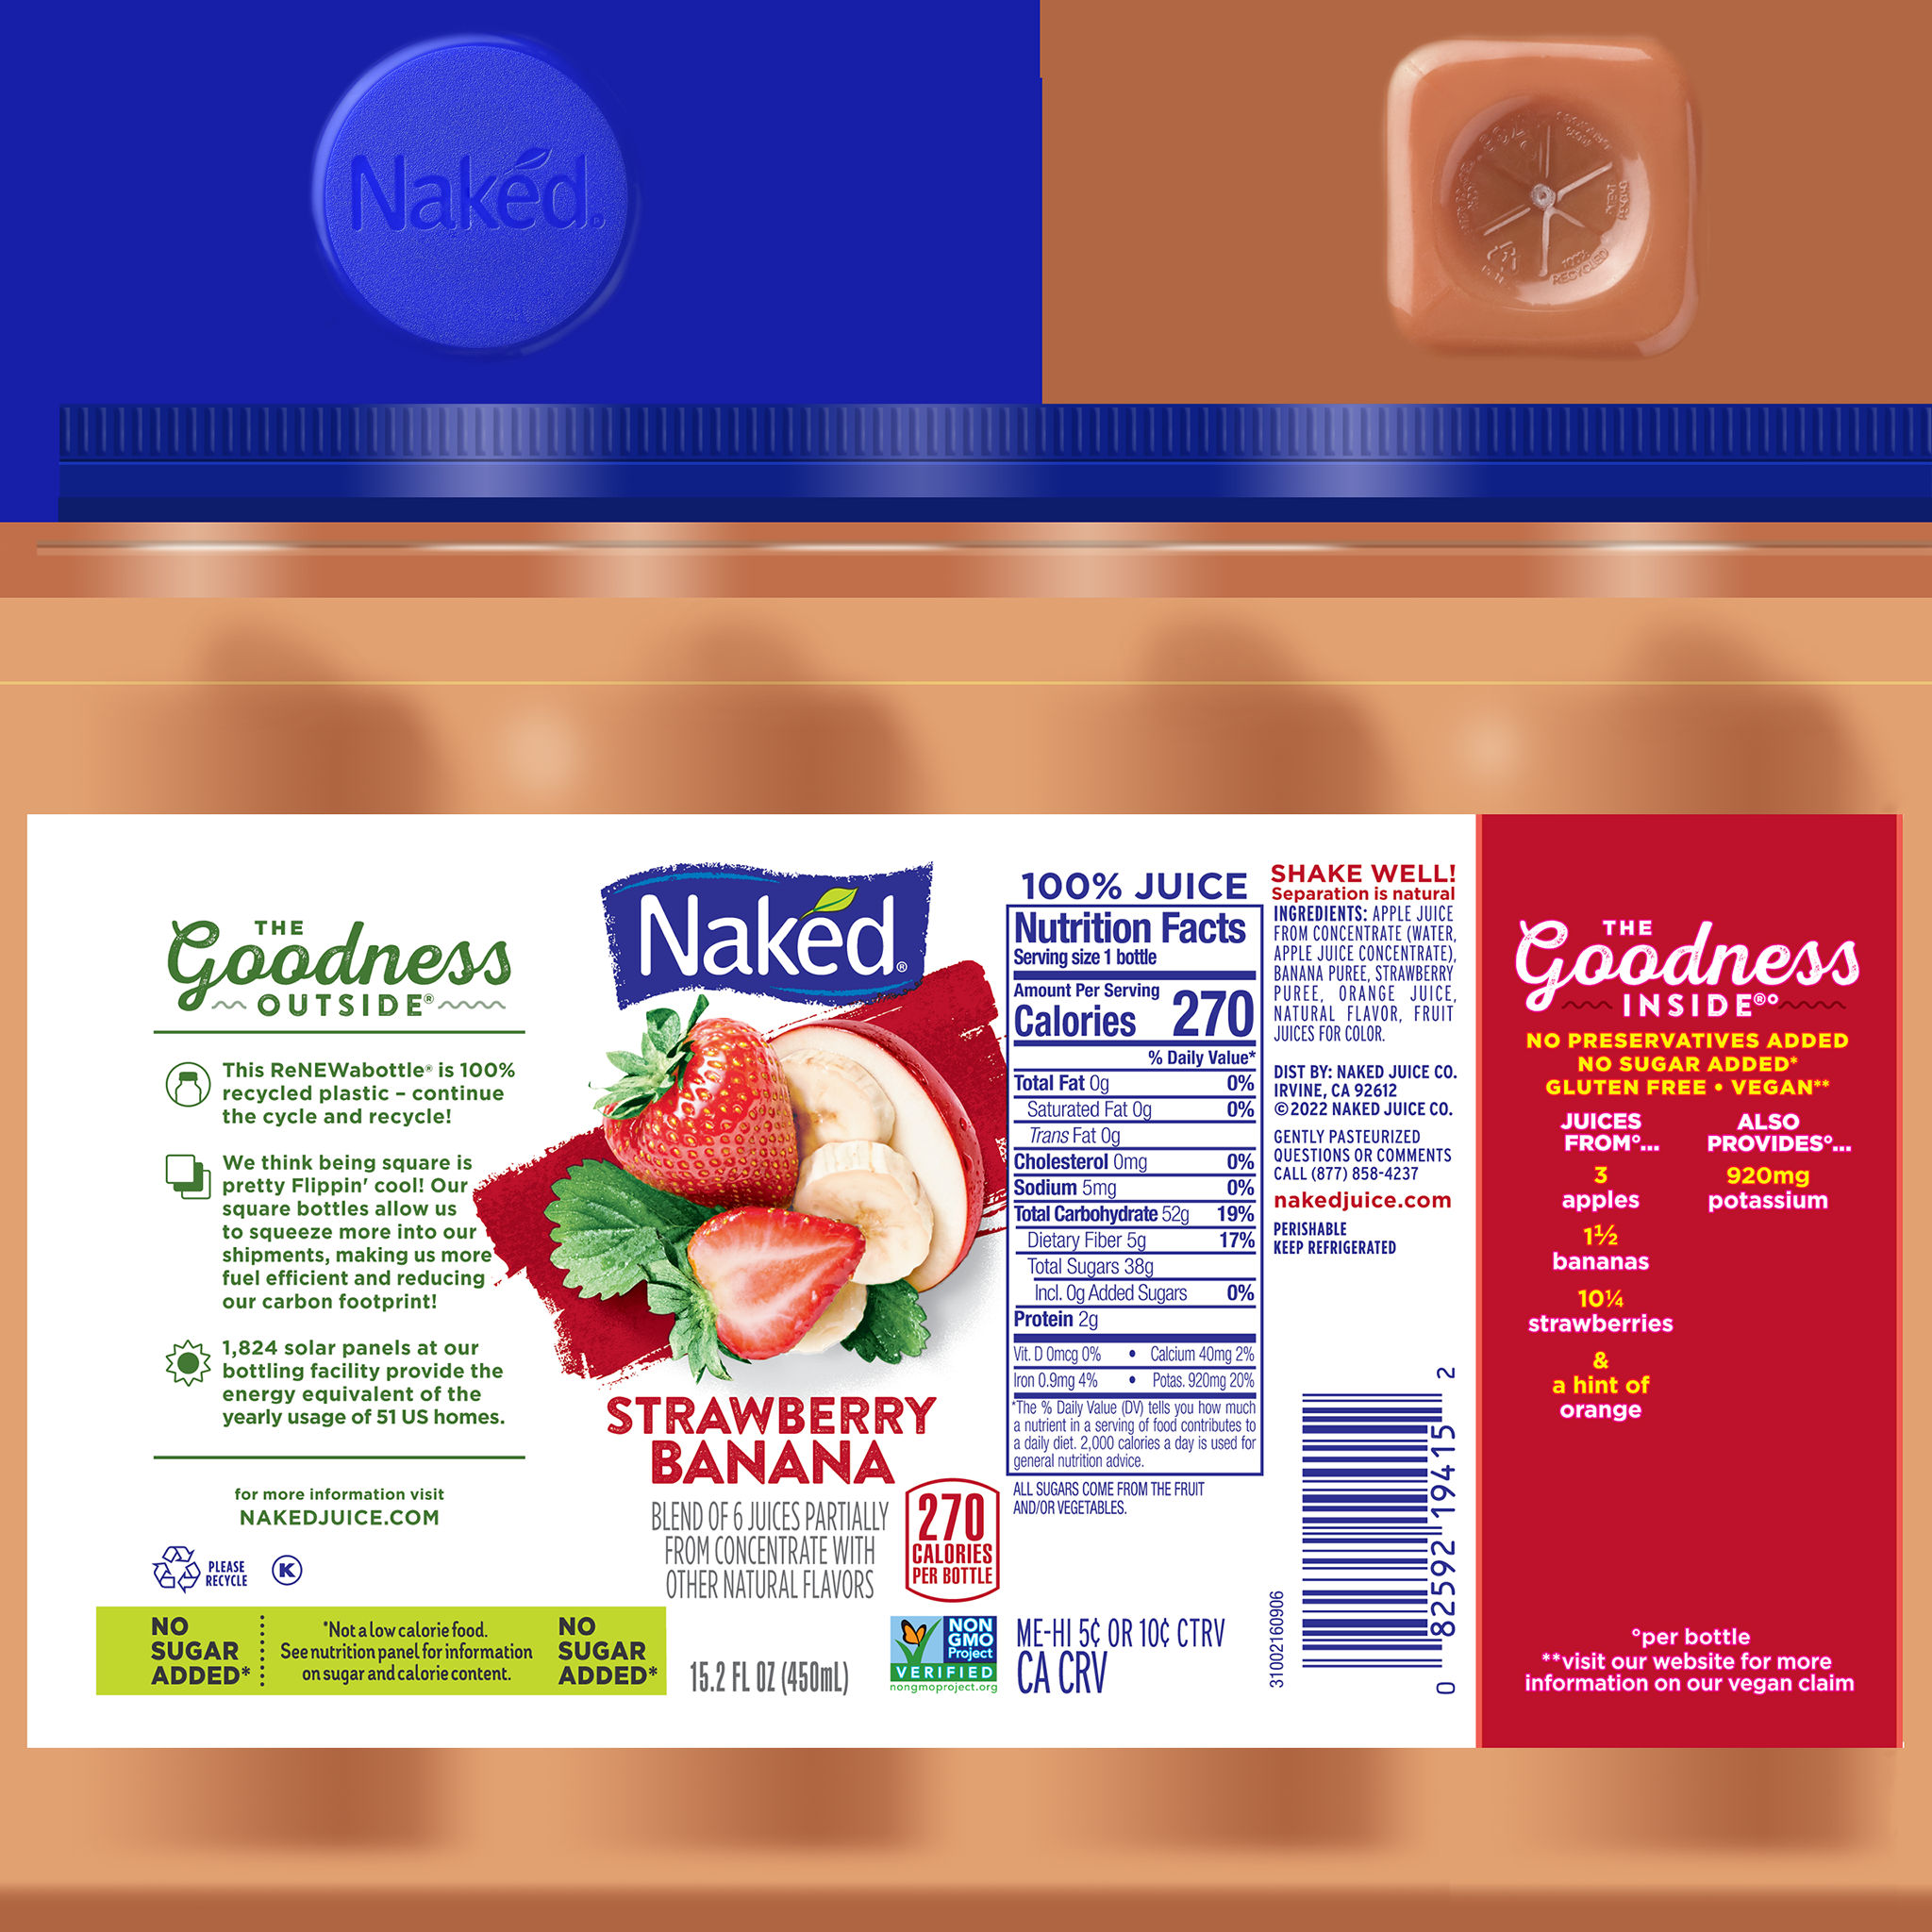 Naked®
100%
RECYCLED
THE
Goodness
OUTSIDE®
This ReNEWabottle® is 100%
recycled plastic – continue
the cycle and recycle!
We think being square is
pretty Flippin' cool! Our
square bottles allow us
to squeeze more into our
shipments, making us more
fuel efficient and reducing
our carbon footprint!
1,824 solar panels at our
bottling facility provide the
energy equivalent of the
yearly usage of 51 US homes.
for more information visit
NAKEDJUICE.COM
PLEASE
RECYCLE
K
NO
SUGAR
ADDED*
*Not a low calorie food.
See nutrition panel for information
on sugar and calorie content.
NO
SUGAR
ADDED*
Naked®
STRAWBERRY
BANANA
BLEND OF 6 JUICES PARTIALLY
FROM CONCENTRATE WITH
OTHER NATURAL FLAVORS
270
CALORIES
PER BOTTLE
15.2 FL OZ (450mL)
NON
GMO
Project
VERIFIED
nongmoproject.org
100% JUICE
Nutrition Facts
Serving size 1 bottle
Amount Per Serving
Calories 270
% Daily Value*
Total Fat 0g 0%
Saturated Fat 0g 0%
Trans Fat 0g
Cholesterol 0mg 0%
Sodium 5mg 0%
Total Carbohydrate 52g 19%
Dietary Fiber 5g 17%
Total Sugars 38g
Incl. 0g Added Sugars 0%
Protein 2g
Vit. D 0mcg 0% • Calcium 40mg 2%
Iron 0.9mg 4% • Potas. 920mg 20%
*The % Daily Value (DV) tells you how much
a nutrient in a serving of food contributes to
a daily diet. 2,000 calories a day is used for
general nutrition advice.
ALL SUGARS COME FROM THE FRUIT
AND/OR VEGETABLES.
ME-HI 5¢ OR 10¢ CTRV
CA CRV
SHAKE WELL!
Separation is natural
INGREDIENTS: APPLE JUICE
FROM CONCENTRATE (WATER,
APPLE JUICE CONCENTRATE),
BANANA PUREE, STRAWBERRY
PUREE, ORANGE JUICE,
NATURAL FLAVOR, FRUIT
JUICES FOR COLOR.
DIST BY: NAKED JUICE CO.
IRVINE, CA 92612
©2022 NAKED JUICE CO.
GENTLY PASTEURIZED
QUESTIONS OR COMMENTS
CALL (877) 858-4237
nakedjuice.com
PERISHABLE
KEEP REFRIGERATED
31002160906
0 82592 19415 2
THE
Goodness
INSIDE®°
NO PRESERVATIVES ADDED
NO SUGAR ADDED*
GLUTEN FREE • VEGAN**
JUICES
FROM°...
3
apples
1½
bananas
10¼
strawberries
&
a hint of
orange
ALSO
PROVIDES°...
920mg
potassium
°per bottle
**visit our website for more
information on our vegan claim